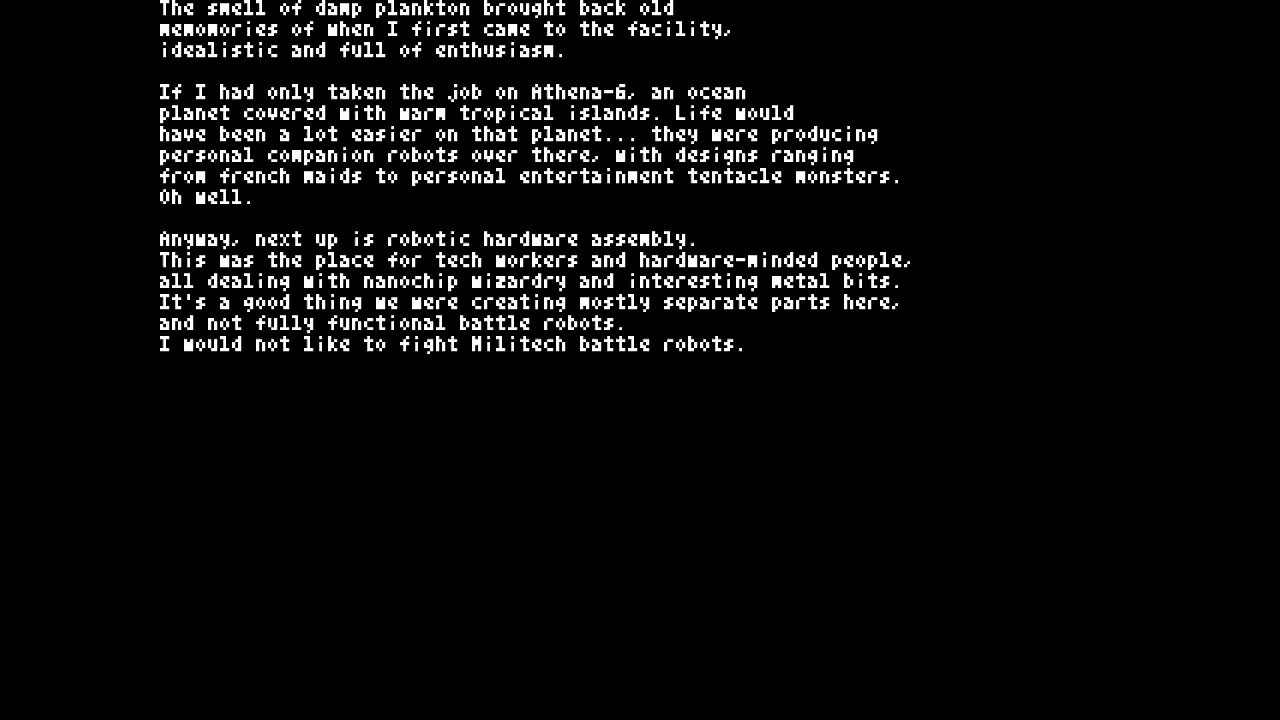 The smell of damp plankton brought back old
memomories of when I first came to the facility,
idealistic and full of enthusiasm.
If I had only taken the job on Athena-6, an ocean
planet covered with warm tropical islands. Life would
have been a lot easier on that planet... they were producing
personal companion robots over there, with designs ranging
from french maids to personal entertainment tentacle monsters.
Oh well.
Anyway, next up is robotic hardware assembly.
This was the place for tech workers and hardware-minded people,
all dealing with nanochip wizardry and interesting metal bits.
It's a good thing we were creating mostly separate parts here,
and not fully functional battle robots.
I would not like to fight Militech battle robots.